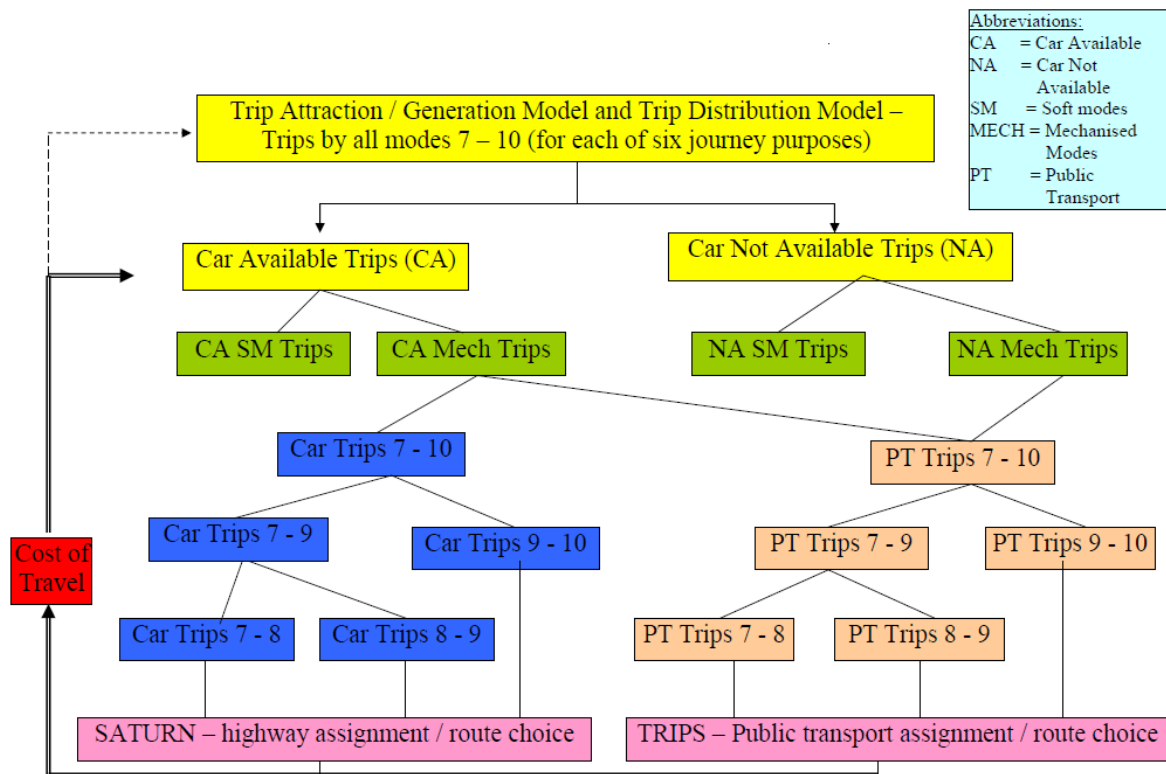 Abbreviations:
CA = Car Available
NA = Car Not
Available
SM = Soft modes
MECH = Mechanised
Modes
PT = Public
Transport
Trip Attraction / Generation Model and Trip Distribution Model –
Trips by all modes 7 – 10 (for each of six journey purposes)
Car Available Trips (CA)
Car Not Available Trips (NA)
CA SM Trips
CA Mech Trips
NA SM Trips
NA Mech Trips
Car Trips 7 - 10
PT Trips 7 - 10
Car Trips 7 - 9
Car Trips 9 - 10
PT Trips 7 - 9
PT Trips 9 - 10
Cost of
Travel
Car Trips 7 - 8
Car Trips 8 - 9
PT Trips 7 - 8
PT Trips 8 - 9
SATURN – highway assignment / route choice
TRIPS – Public transport assignment / route choice